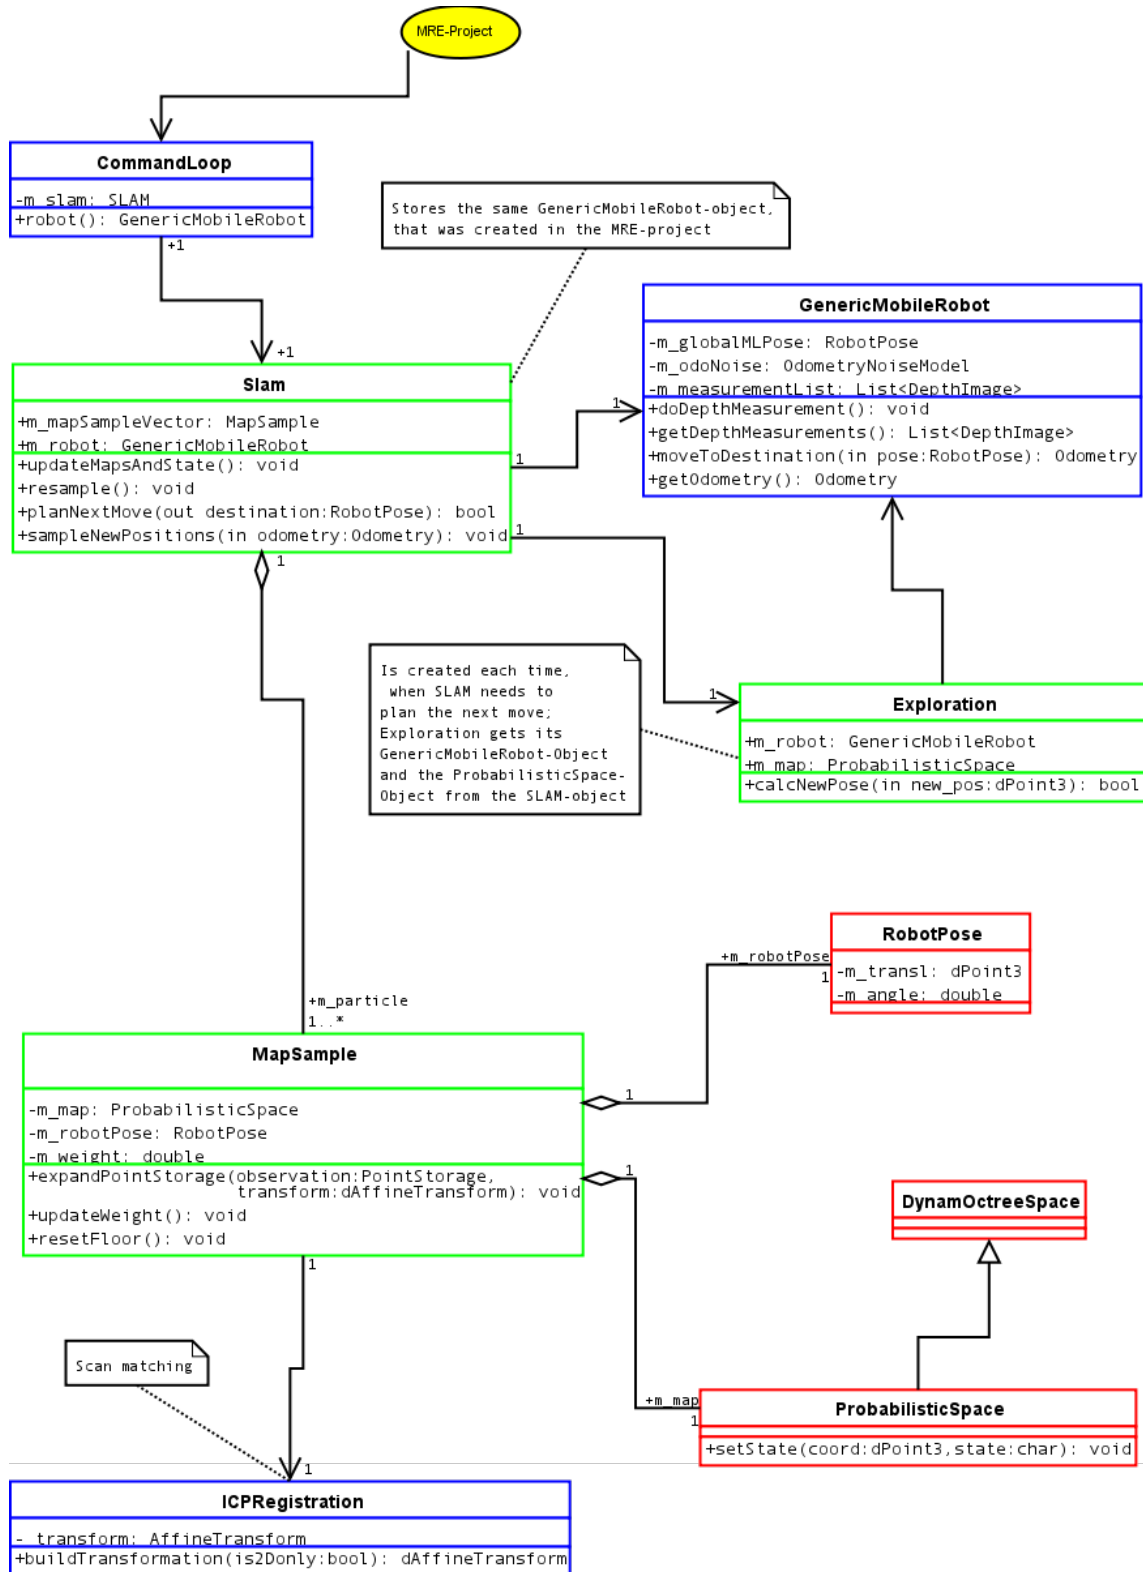 MRE-Project
CommandLoop
-m_slam: SLAM
+robot(): GenericMobileRobot
+1
Stores the same GenericMobileRobot-object,
that was created in the MRE-project
+1
Slam
+m_mapSampleVector: MapSample
+m_robot: GenericMobileRobot
+updateMapsAndState(): void
+resample(): void
+planNextMove(out destination:RobotPose): bool
+sampleNewPositions(in odometry:Odometry): void
1
1
1
1
GenericMobileRobot
-m_globalMLPose: RobotPose
-m_odoNoise: OdometryNoiseModel
-m_measurementList: List<DepthImage>
+doDepthMeasurement(): void
+getDepthMeasurements(): List<DepthImage>
+moveToDestination(in pose:RobotPose): Odometry
+getOdometry(): Odometry
Is created each time,
when SLAM needs to
plan the next move;
Exploration gets its
GenericMobileRobot-Object
and the ProbabilisticSpace-
Object from the SLAM-object
1
Exploration
+m_robot: GenericMobileRobot
+m_map: ProbabilisticSpace
+calcNewPose(in new_pos:dPoint3): bool
RobotPose
-m_transl: dPoint3
-m_angle: double
+m_robotPose
1
+m_particle
1..*
MapSample
-m_map: ProbabilisticSpace
-m_robotPose: RobotPose
-m_weight: double
+expandPointStorage(observation:PointStorage,
transform:dAffineTransform): void
+updateWeight(): void
+resetFloor(): void
1
1
1
DynamOctreeSpace
+m_map
1
ProbabilisticSpace
+setState(coord:dPoint3,state:char): void
Scan matching
1
ICPRegistration
-_transform: AffineTransform
+buildTransformation(is2Donly:bool): dAffineTransform